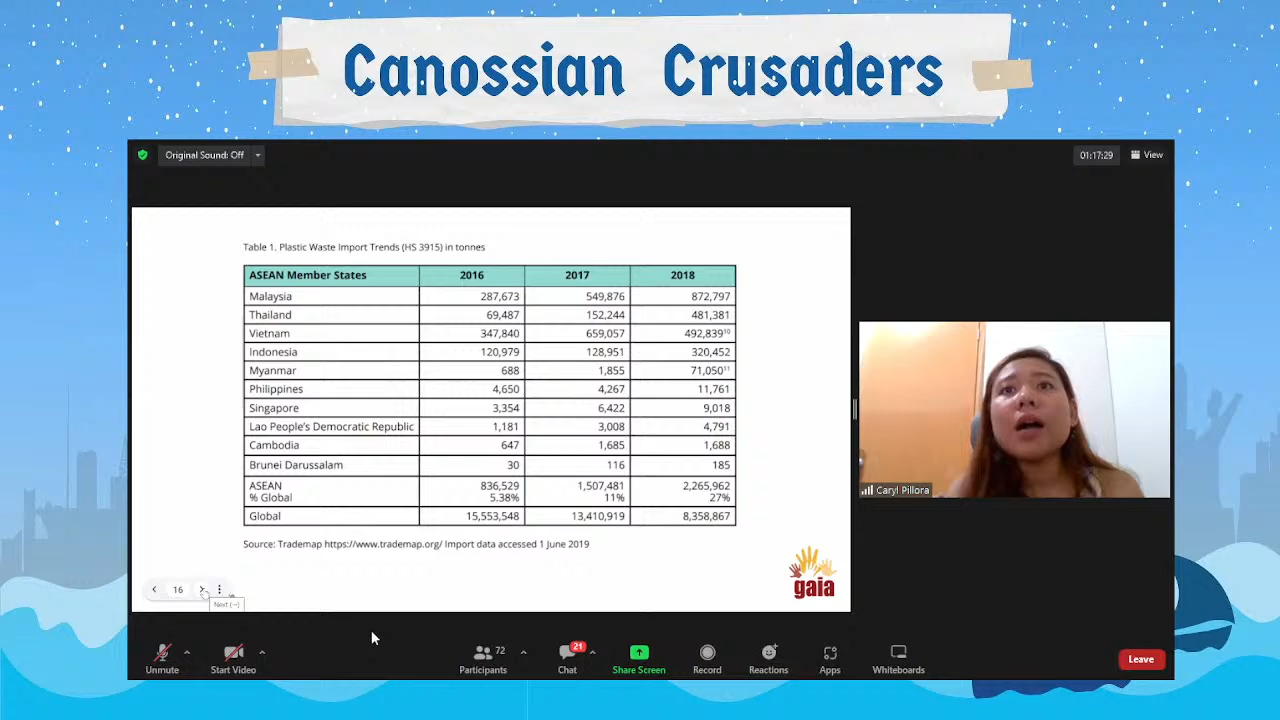 Canossian Crusaders
Original Sound: Off
01:17:29
View
Table 1. Plastic Waste Import Trends (HS 3915) in tonnes
ASEAN Member States 2016 2017 2018
Malaysia 287,673 549,876 872,797
Thailand 69,487 152,244 481,381
Vietnam 347,840 659,057 492,839¹⁰
Indonesia 120,979 128,951 320,452
Myanmar 688 1,855 71,050¹¹
Philippines 4,650 4,267 11,761
Singapore 3,354 6,422 9,018
Lao People's Democratic Republic 1,181 3,008 4,791
Cambodia 647 1,685 1,688
Brunei Darussalam 30 116 185
ASEAN 836,529 1,507,481 2,265,962
% Global 5.38% 11% 27%
Global 15,553,548 13,410,919 8,358,867
Source: Trademap https://www.trademap.org/ Import data accessed 1 June 2019
gaia
16
Next (→)
Caryl Pillora
Unmute
Start Video
72
Participants
21
Chat
Share Screen
Record
Reactions
Apps
Whiteboards
Leave